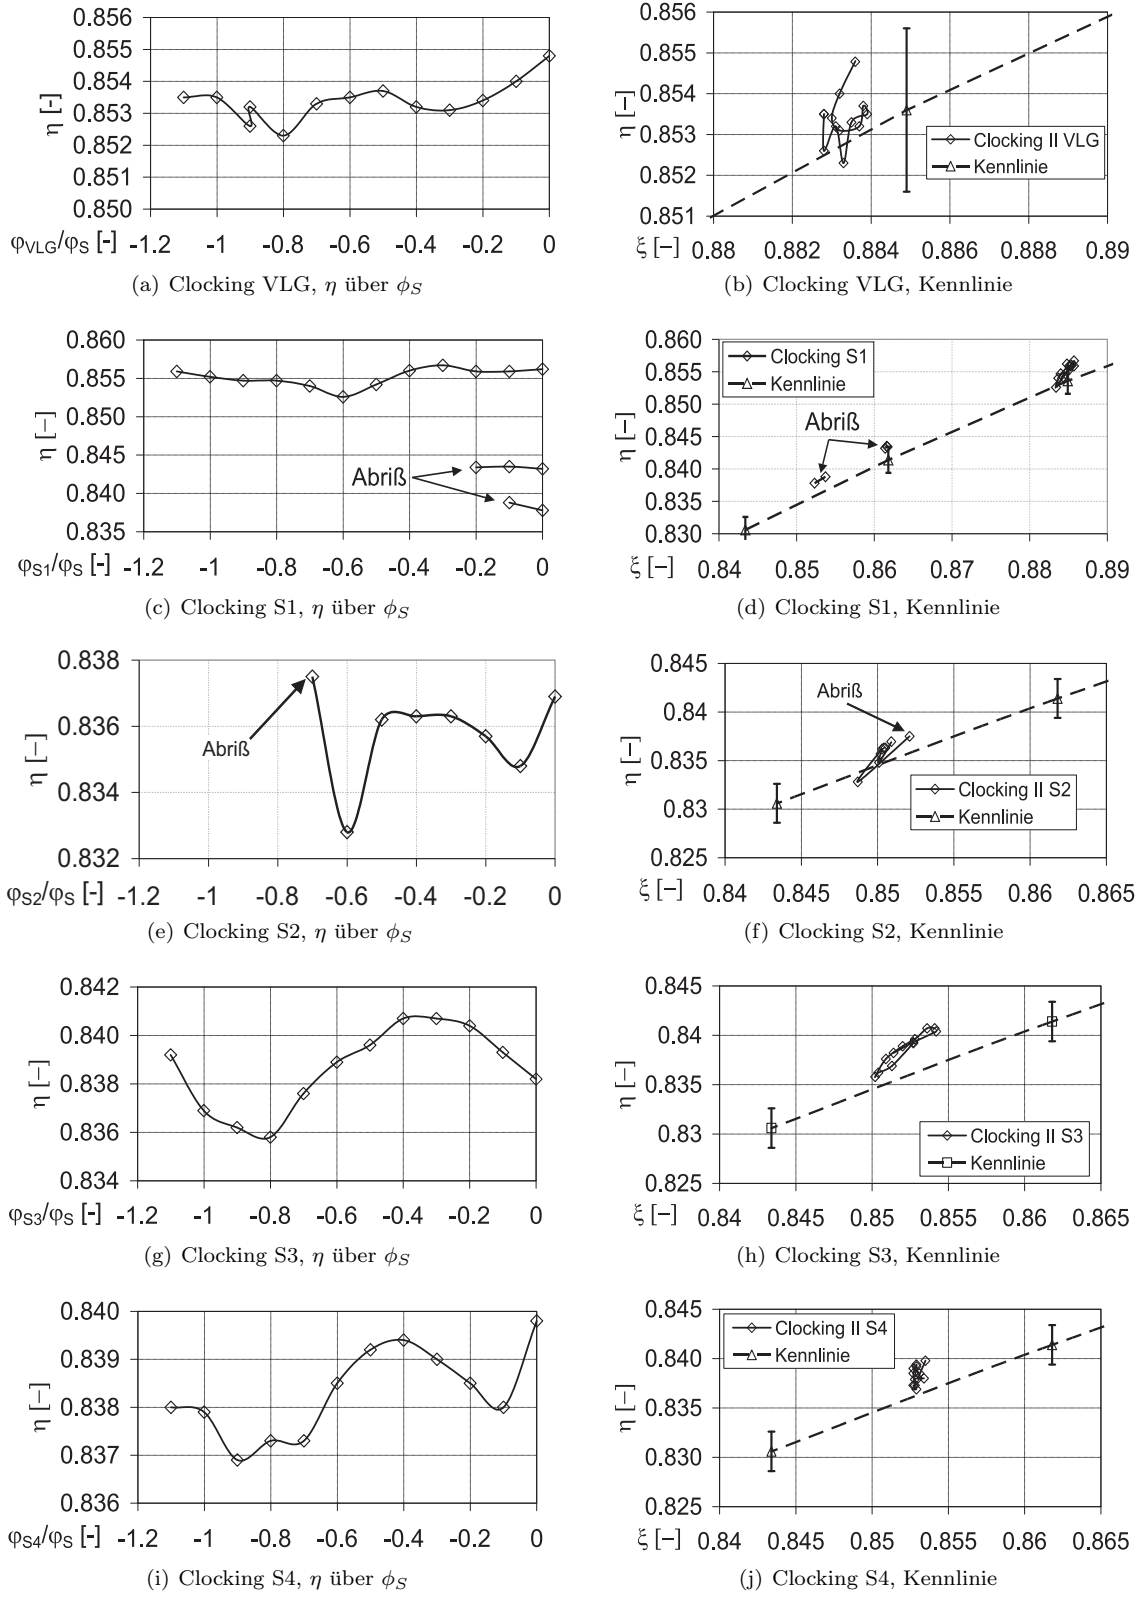 0.856
0.855
0.854
0.853
0.852
0.851
0.850
η [-]
φVLG/φS [-] -1.2 -1 -0.8 -0.6 -0.4 -0.2 0
(a) Clocking VLG, η über ϕS
0.856
0.855
0.854
0.853
0.852
0.851
η [–]
Clocking II VLG
Kennlinie
ξ [–] 0.88 0.882 0.884 0.886 0.888 0.89
(b) Clocking VLG, Kennlinie
0.860
0.855
0.850
0.845
0.840
0.835
η [–]
Abriß
φS1/φS [-] -1.2 -1 -0.8 -0.6 -0.4 -0.2 0
(c) Clocking S1, η über ϕS
0.860
0.855
0.850
0.845
0.840
0.835
0.830
η [–]
Clocking S1
Kennlinie
Abriß
ξ [–] 0.84 0.85 0.86 0.87 0.88 0.89
(d) Clocking S1, Kennlinie
0.838
0.836
0.834
0.832
η [–]
Abriß
φS2/φS [-] -1.2 -1 -0.8 -0.6 -0.4 -0.2 0
(e) Clocking S2, η über ϕS
0.845
0.84
0.835
0.83
0.825
η [–]
Abriß
Clocking II S2
Kennlinie
ξ [–] 0.84 0.845 0.85 0.855 0.86 0.865
(f) Clocking S2, Kennlinie
0.842
0.840
0.838
0.836
0.834
η [–]
φS3/φS [-] -1.2 -1 -0.8 -0.6 -0.4 -0.2 0
(g) Clocking S3, η über ϕS
0.845
0.84
0.835
0.83
0.825
η [–]
Clocking II S3
Kennlinie
ξ [–] 0.84 0.845 0.85 0.855 0.86 0.865
(h) Clocking S3, Kennlinie
0.840
0.839
0.838
0.837
0.836
η [–]
φS4/φS [-] -1.2 -1 -0.8 -0.6 -0.4 -0.2 0
(i) Clocking S4, η über ϕS
0.845
0.84
0.835
0.83
0.825
η [–]
Clocking II S4
Kennlinie
ξ [–] 0.84 0.845 0.85 0.855 0.86 0.865
(j) Clocking S4, Kennlinie